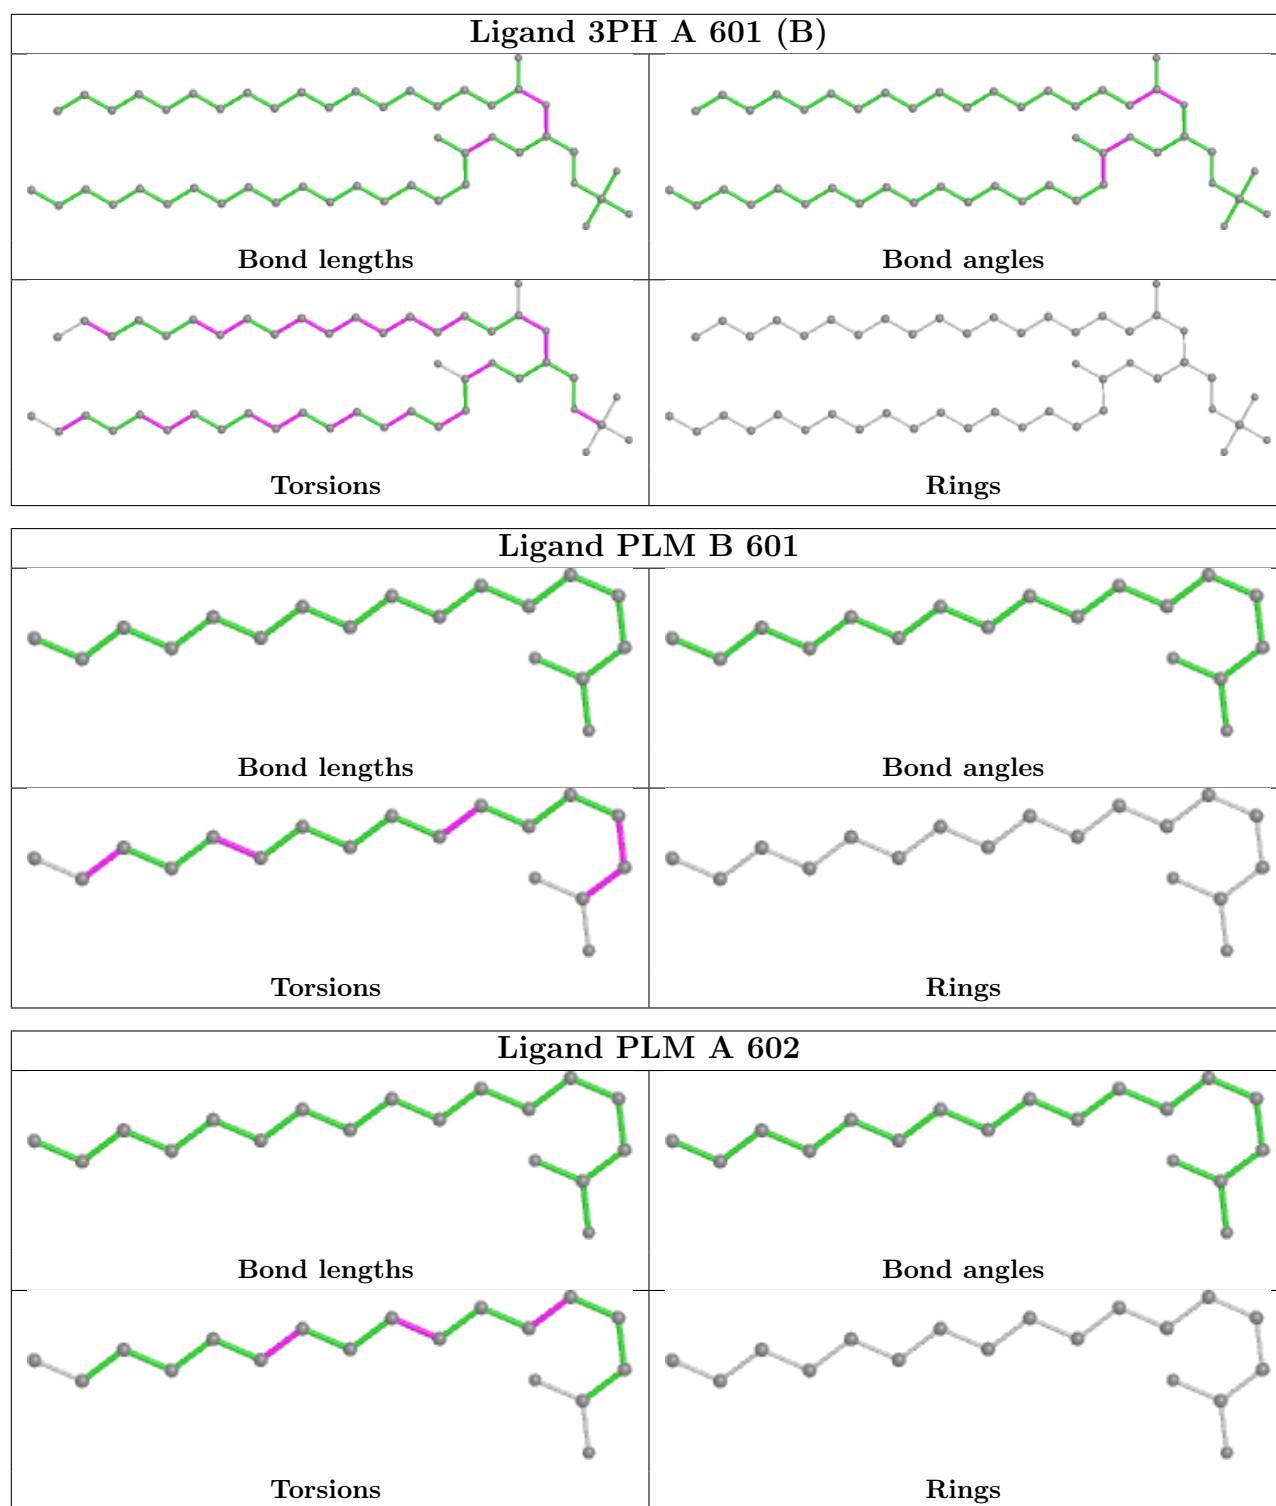 Ligand 3PH A 601 (B)
Bond lengths
Bond angles
Torsions
Rings
Ligand PLM B 601
Bond lengths
Bond angles
Torsions
Rings
Ligand PLM A 602
Bond lengths
Bond angles
Torsions
Rings